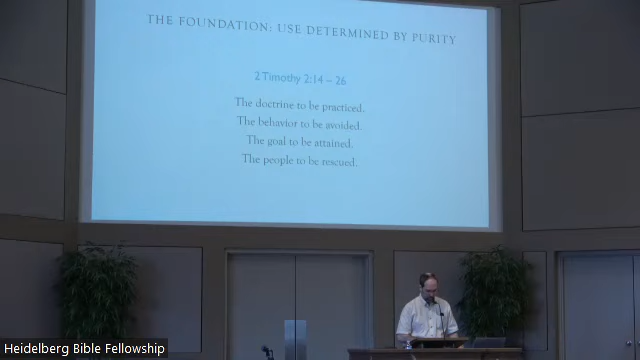 THE FOUNDATION: USE DETERMINED BY PURITY
2 Timothy 2:14 – 26
The doctrine to be practiced.
The behavior to be avoided.
The goal to be attained.
The people to be rescued.
Heidelberg Bible Fellowship